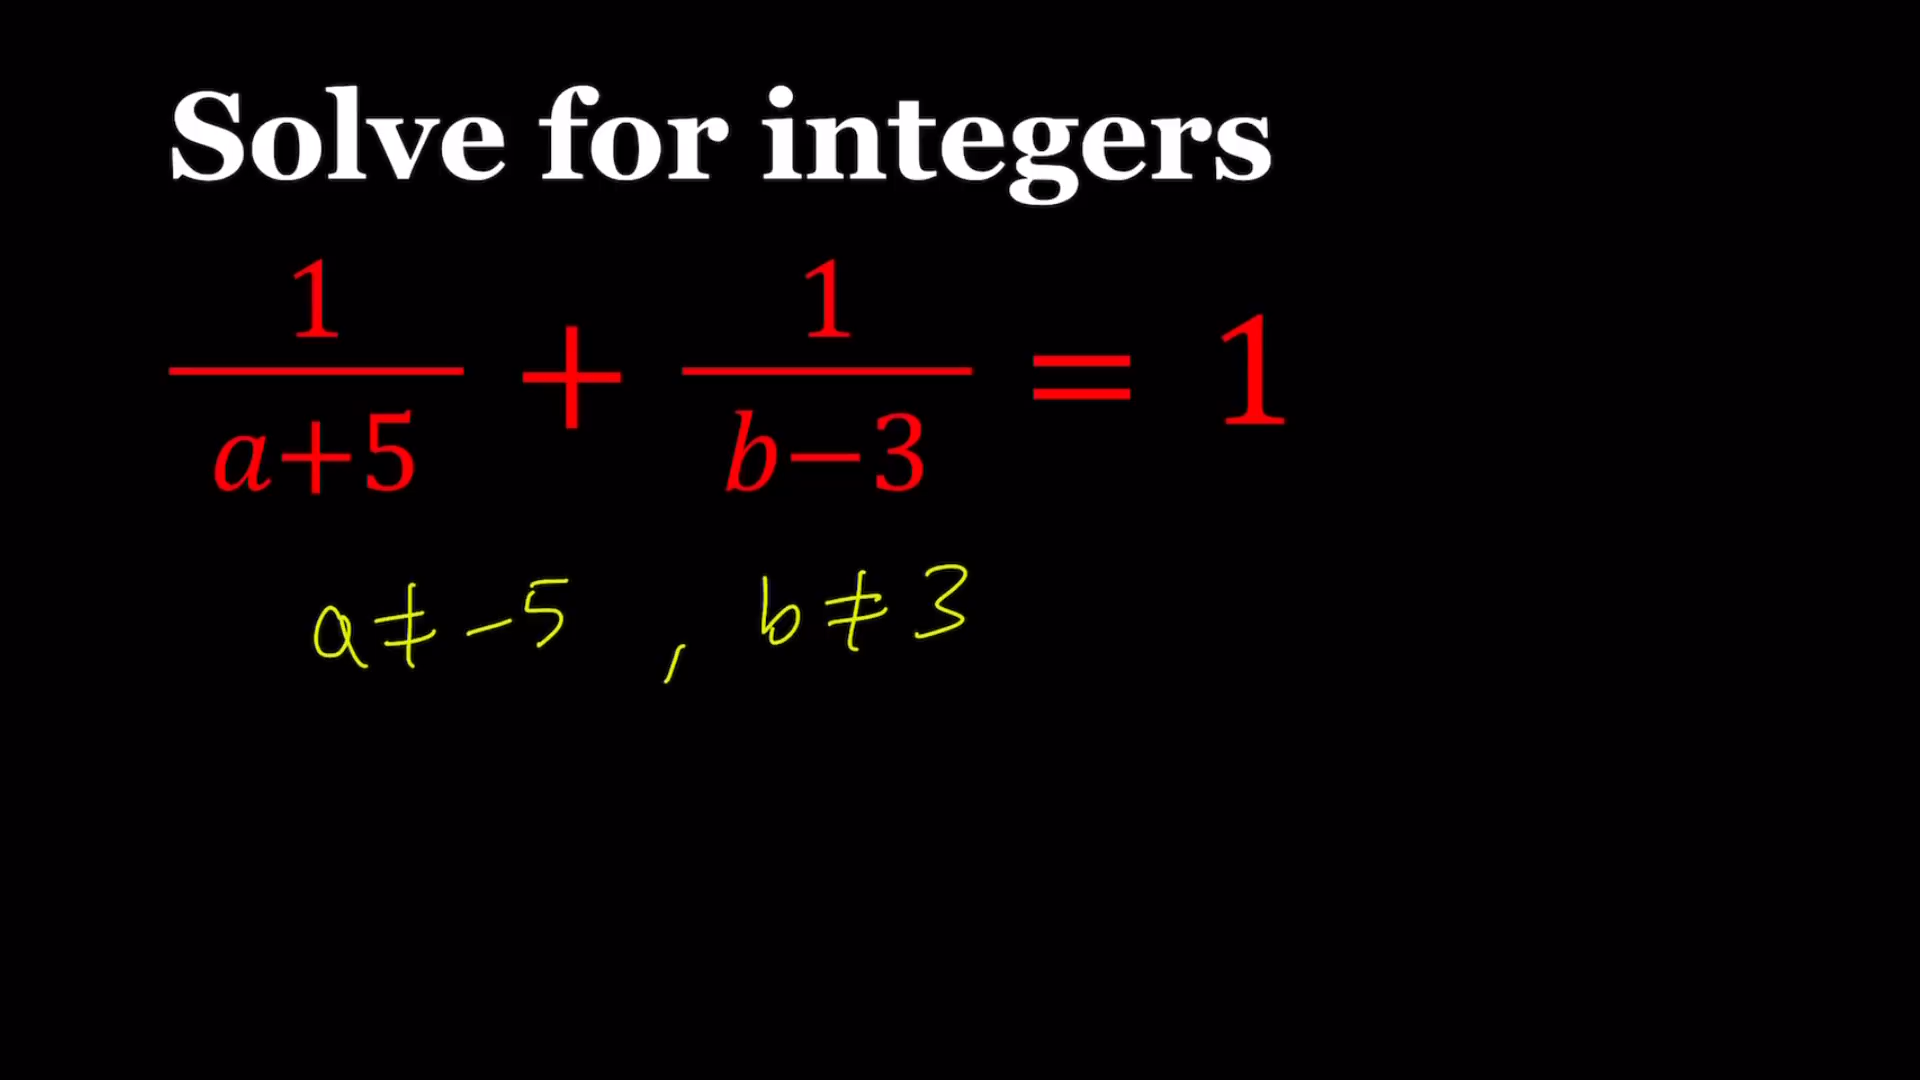 Solve for integers
1/(a+5) + 1/(b−3) = 1
a ≠ -5 , b ≠ 3